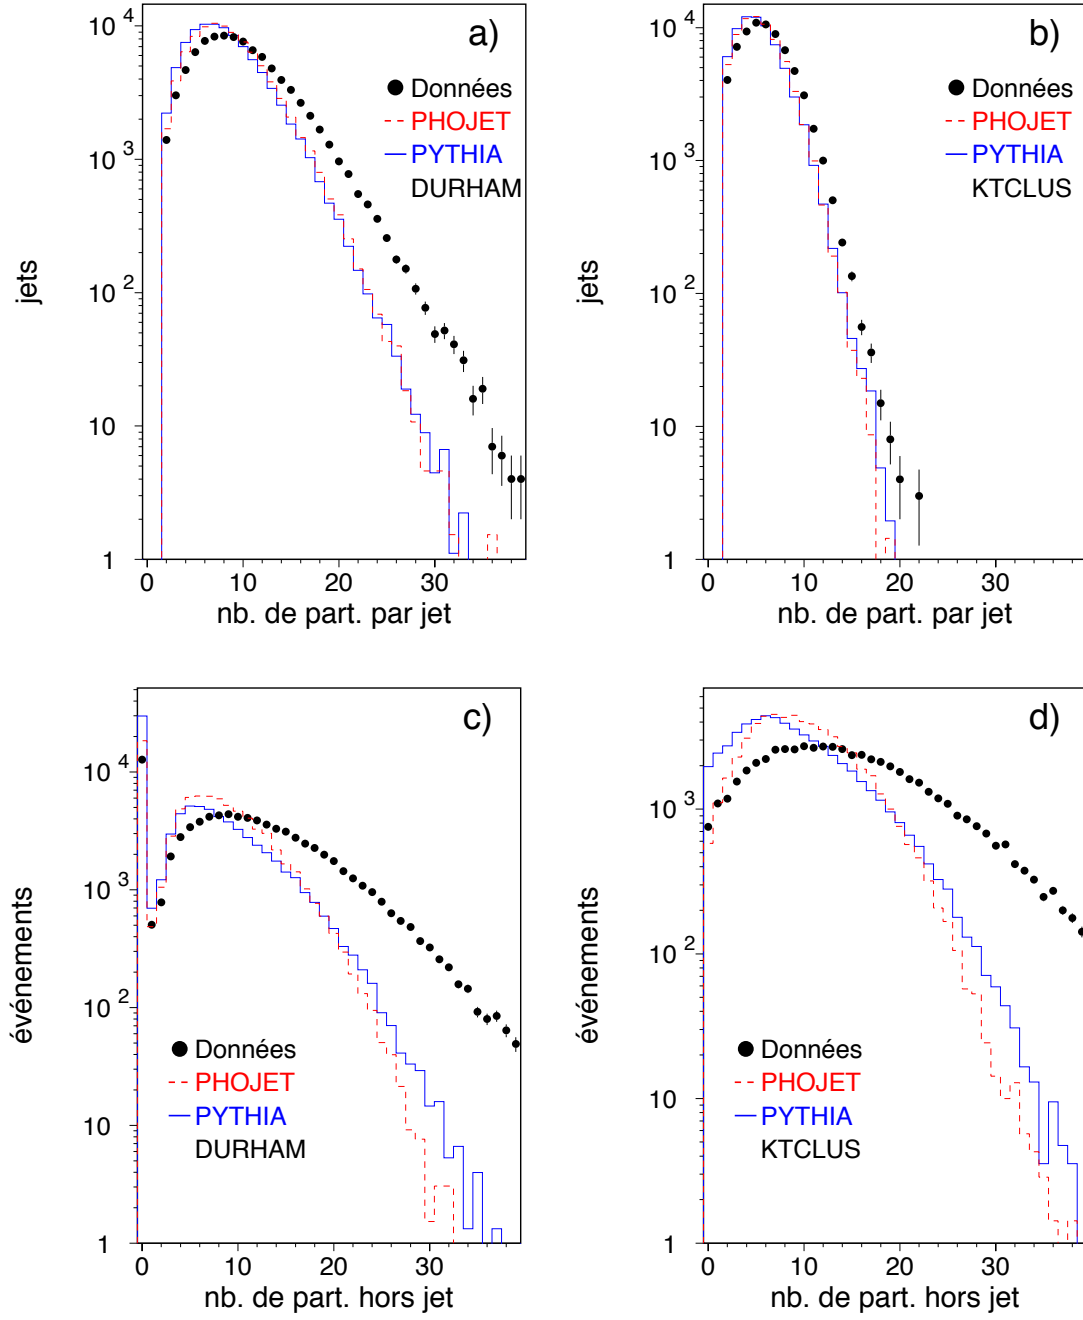 a)
10 4
Données
PHOJET
PYTHIA
DURHAM
10 3
10 2
10
1
jets
0 10 20 30
nb. de part. par jet
b)
10 4
Données
PHOJET
PYTHIA
KTCLUS
10 3
10 2
10
1
jets
0 10 20 30
nb. de part. par jet
c)
10 4
10 3
10 2
10
1
événements
Données
PHOJET
PYTHIA
DURHAM
0 10 20 30
nb. de part. hors jet
d)
10 3
10 2
10
1
événements
Données
PHOJET
PYTHIA
KTCLUS
0 10 20 30
nb. de part. hors jet